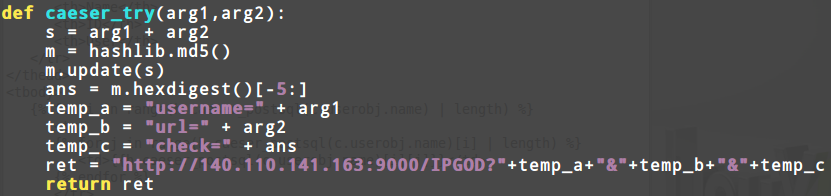 def caeser_try(arg1,arg2):
    s = arg1 + arg2
    m = hashlib.md5()
    m.update(s)
    ans = m.hexdigest()[-5:]
    temp_a = "username=" + arg1
    temp_b = "url=" + arg2
    temp_c = "check=" + ans
    ret = "http://140.110.141.163:9000/IPGOD?"+temp_a+"&"+temp_b+"&"+temp_c
    return ret